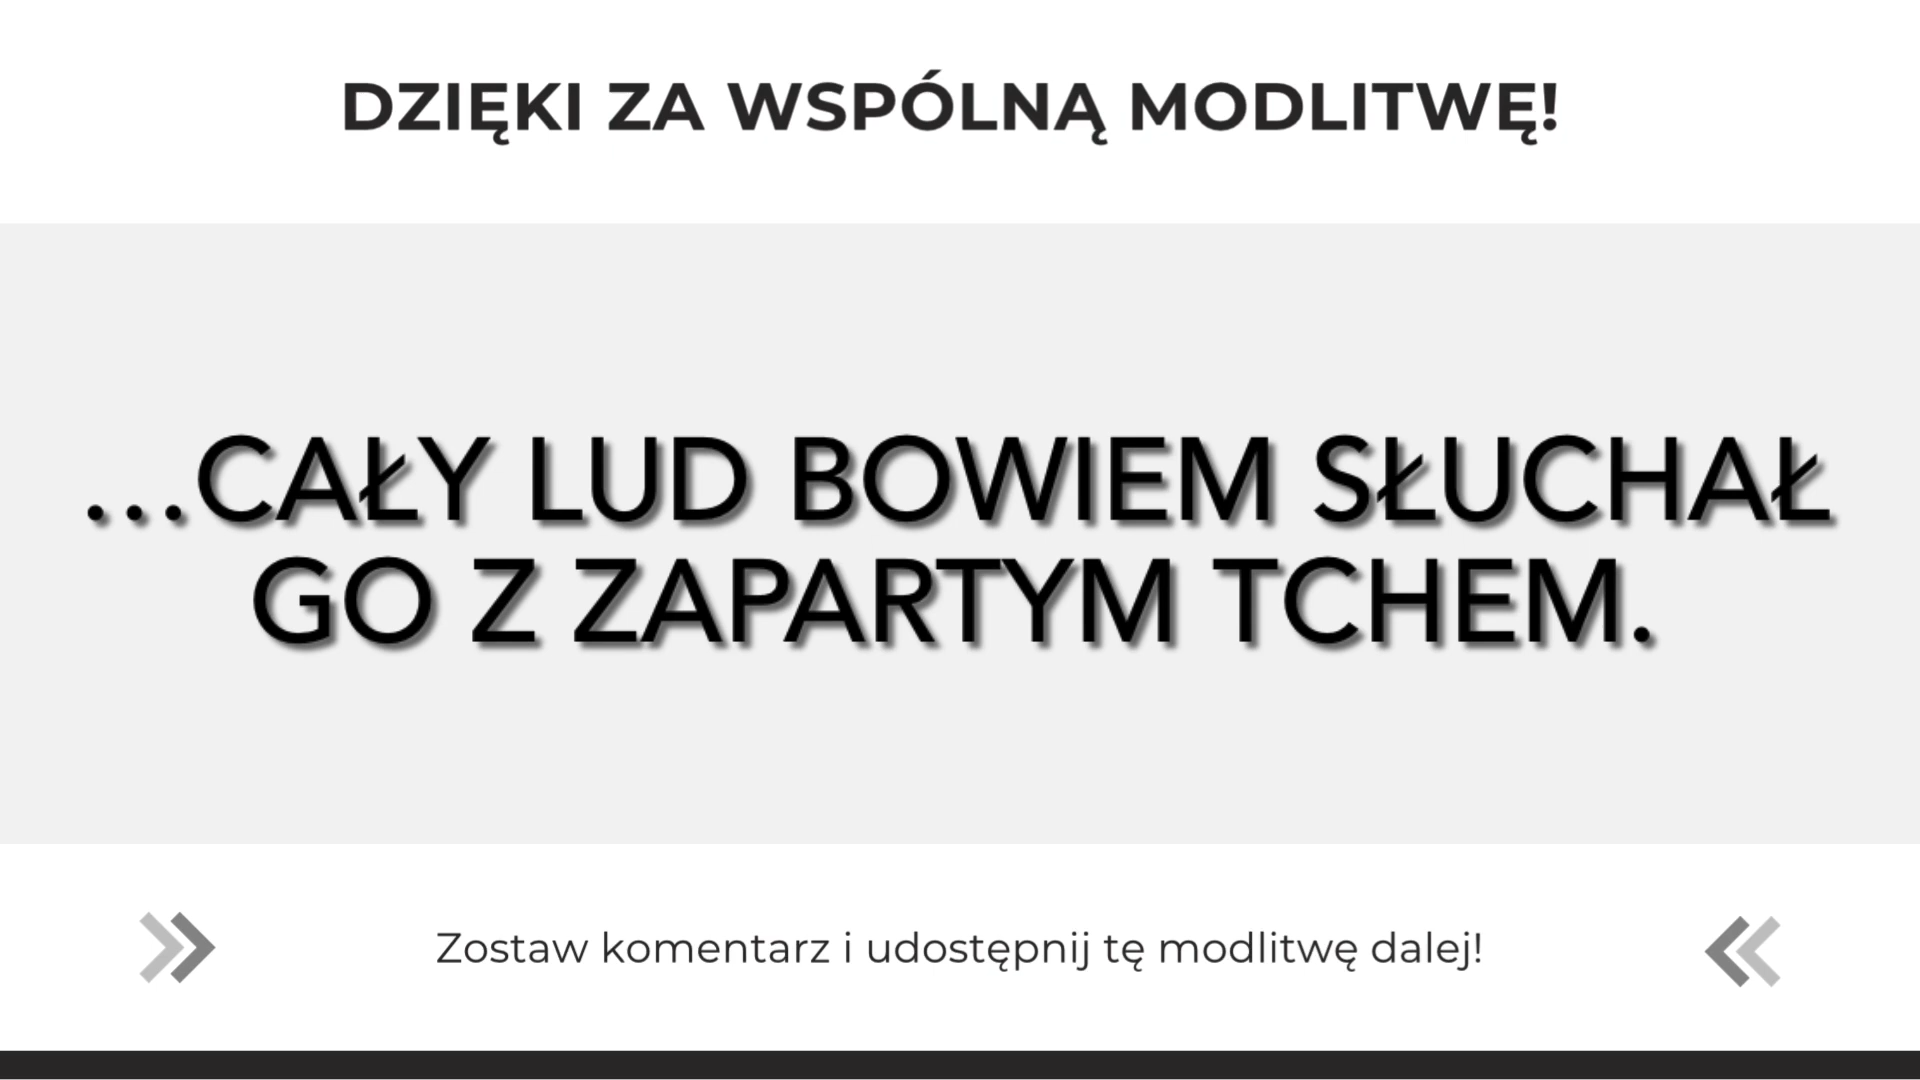 DZIĘKI ZA WSPÓLNĄ MODLITWĘ!
...CAŁY LUD BOWIEM SŁUCHAŁ
GO Z ZAPARTYM TCHEM.
Zostaw komentarz i udostępnij tę modlitwę dalej!